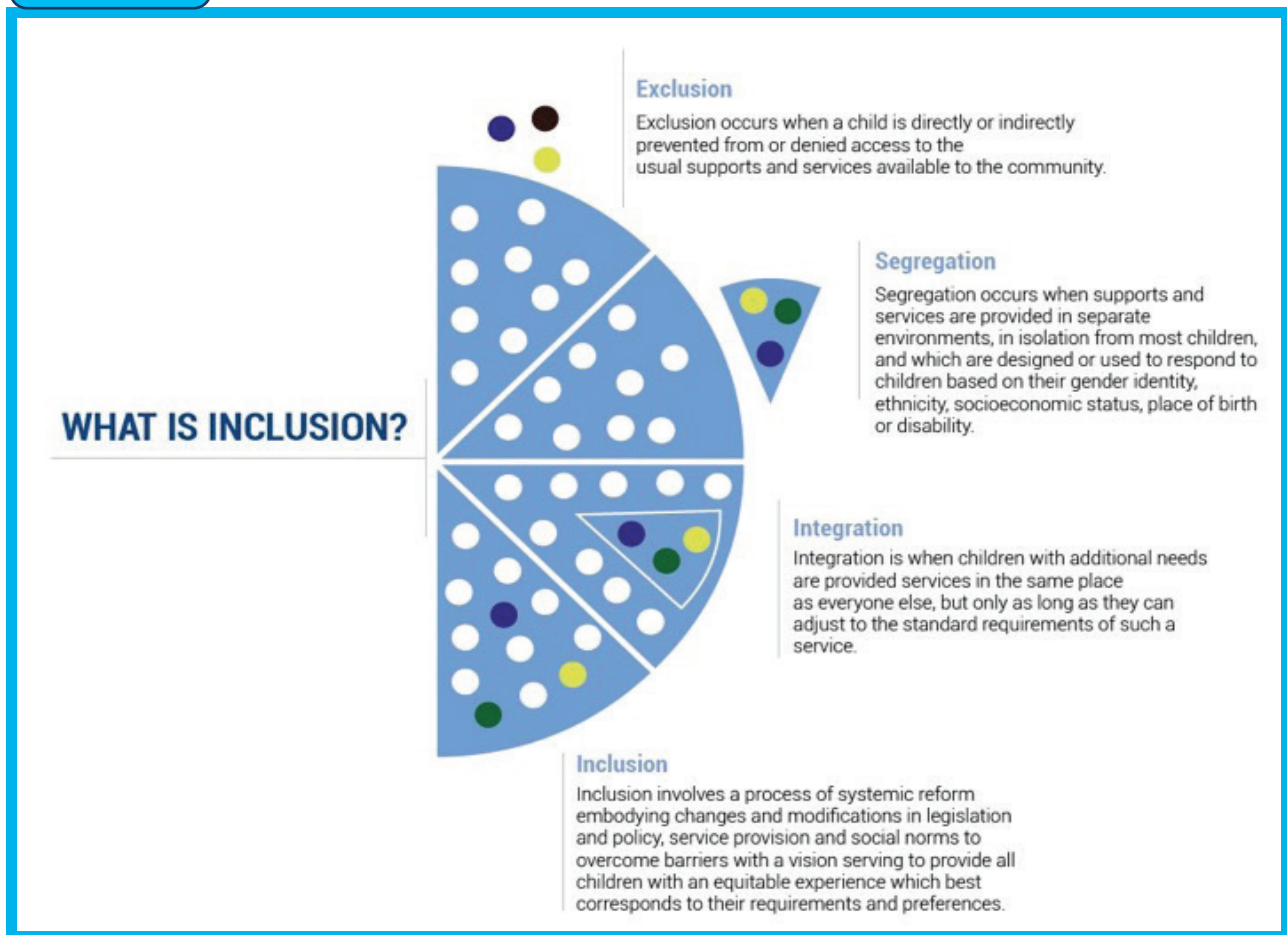 Exclusion
Exclusion occurs when a child is directly or indirectly
prevented from or denied access to the
usual supports and services available to the community.
Segregation
Segregation occurs when supports and
services are provided in separate
environments, in isolation from most children,
and which are designed or used to respond to
children based on their gender identity,
ethnicity, socioeconomic status, place of birth
or disability.
WHAT IS INCLUSION?
Integration
Integration is when children with additional needs
are provided services in the same place
as everyone else, but only as long as they can
adjust to the standard requirements of such a
service.
Inclusion
Inclusion involves a process of systemic reform
embodying changes and modifications in legislation
and policy, service provision and social norms to
overcome barriers with a vision serving to provide all
children with an equitable experience which best
corresponds to their requirements and preferences.